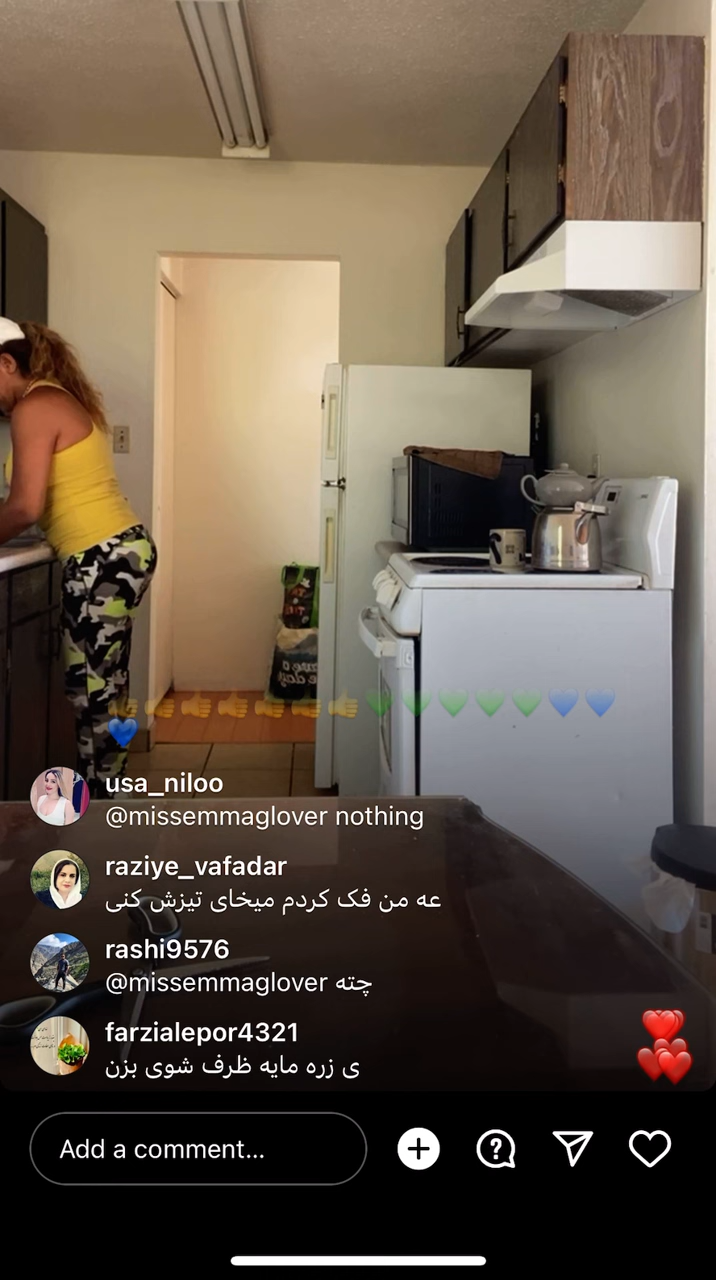 usa_niloo
@missemmaglover nothing
raziye_vafadar
عه من فک کردم میخای تیزش کنی
rashi9576
@missemmaglover چته
farzialepor4321
ی زره مایه ظرف شوی بزن
Add a comment...